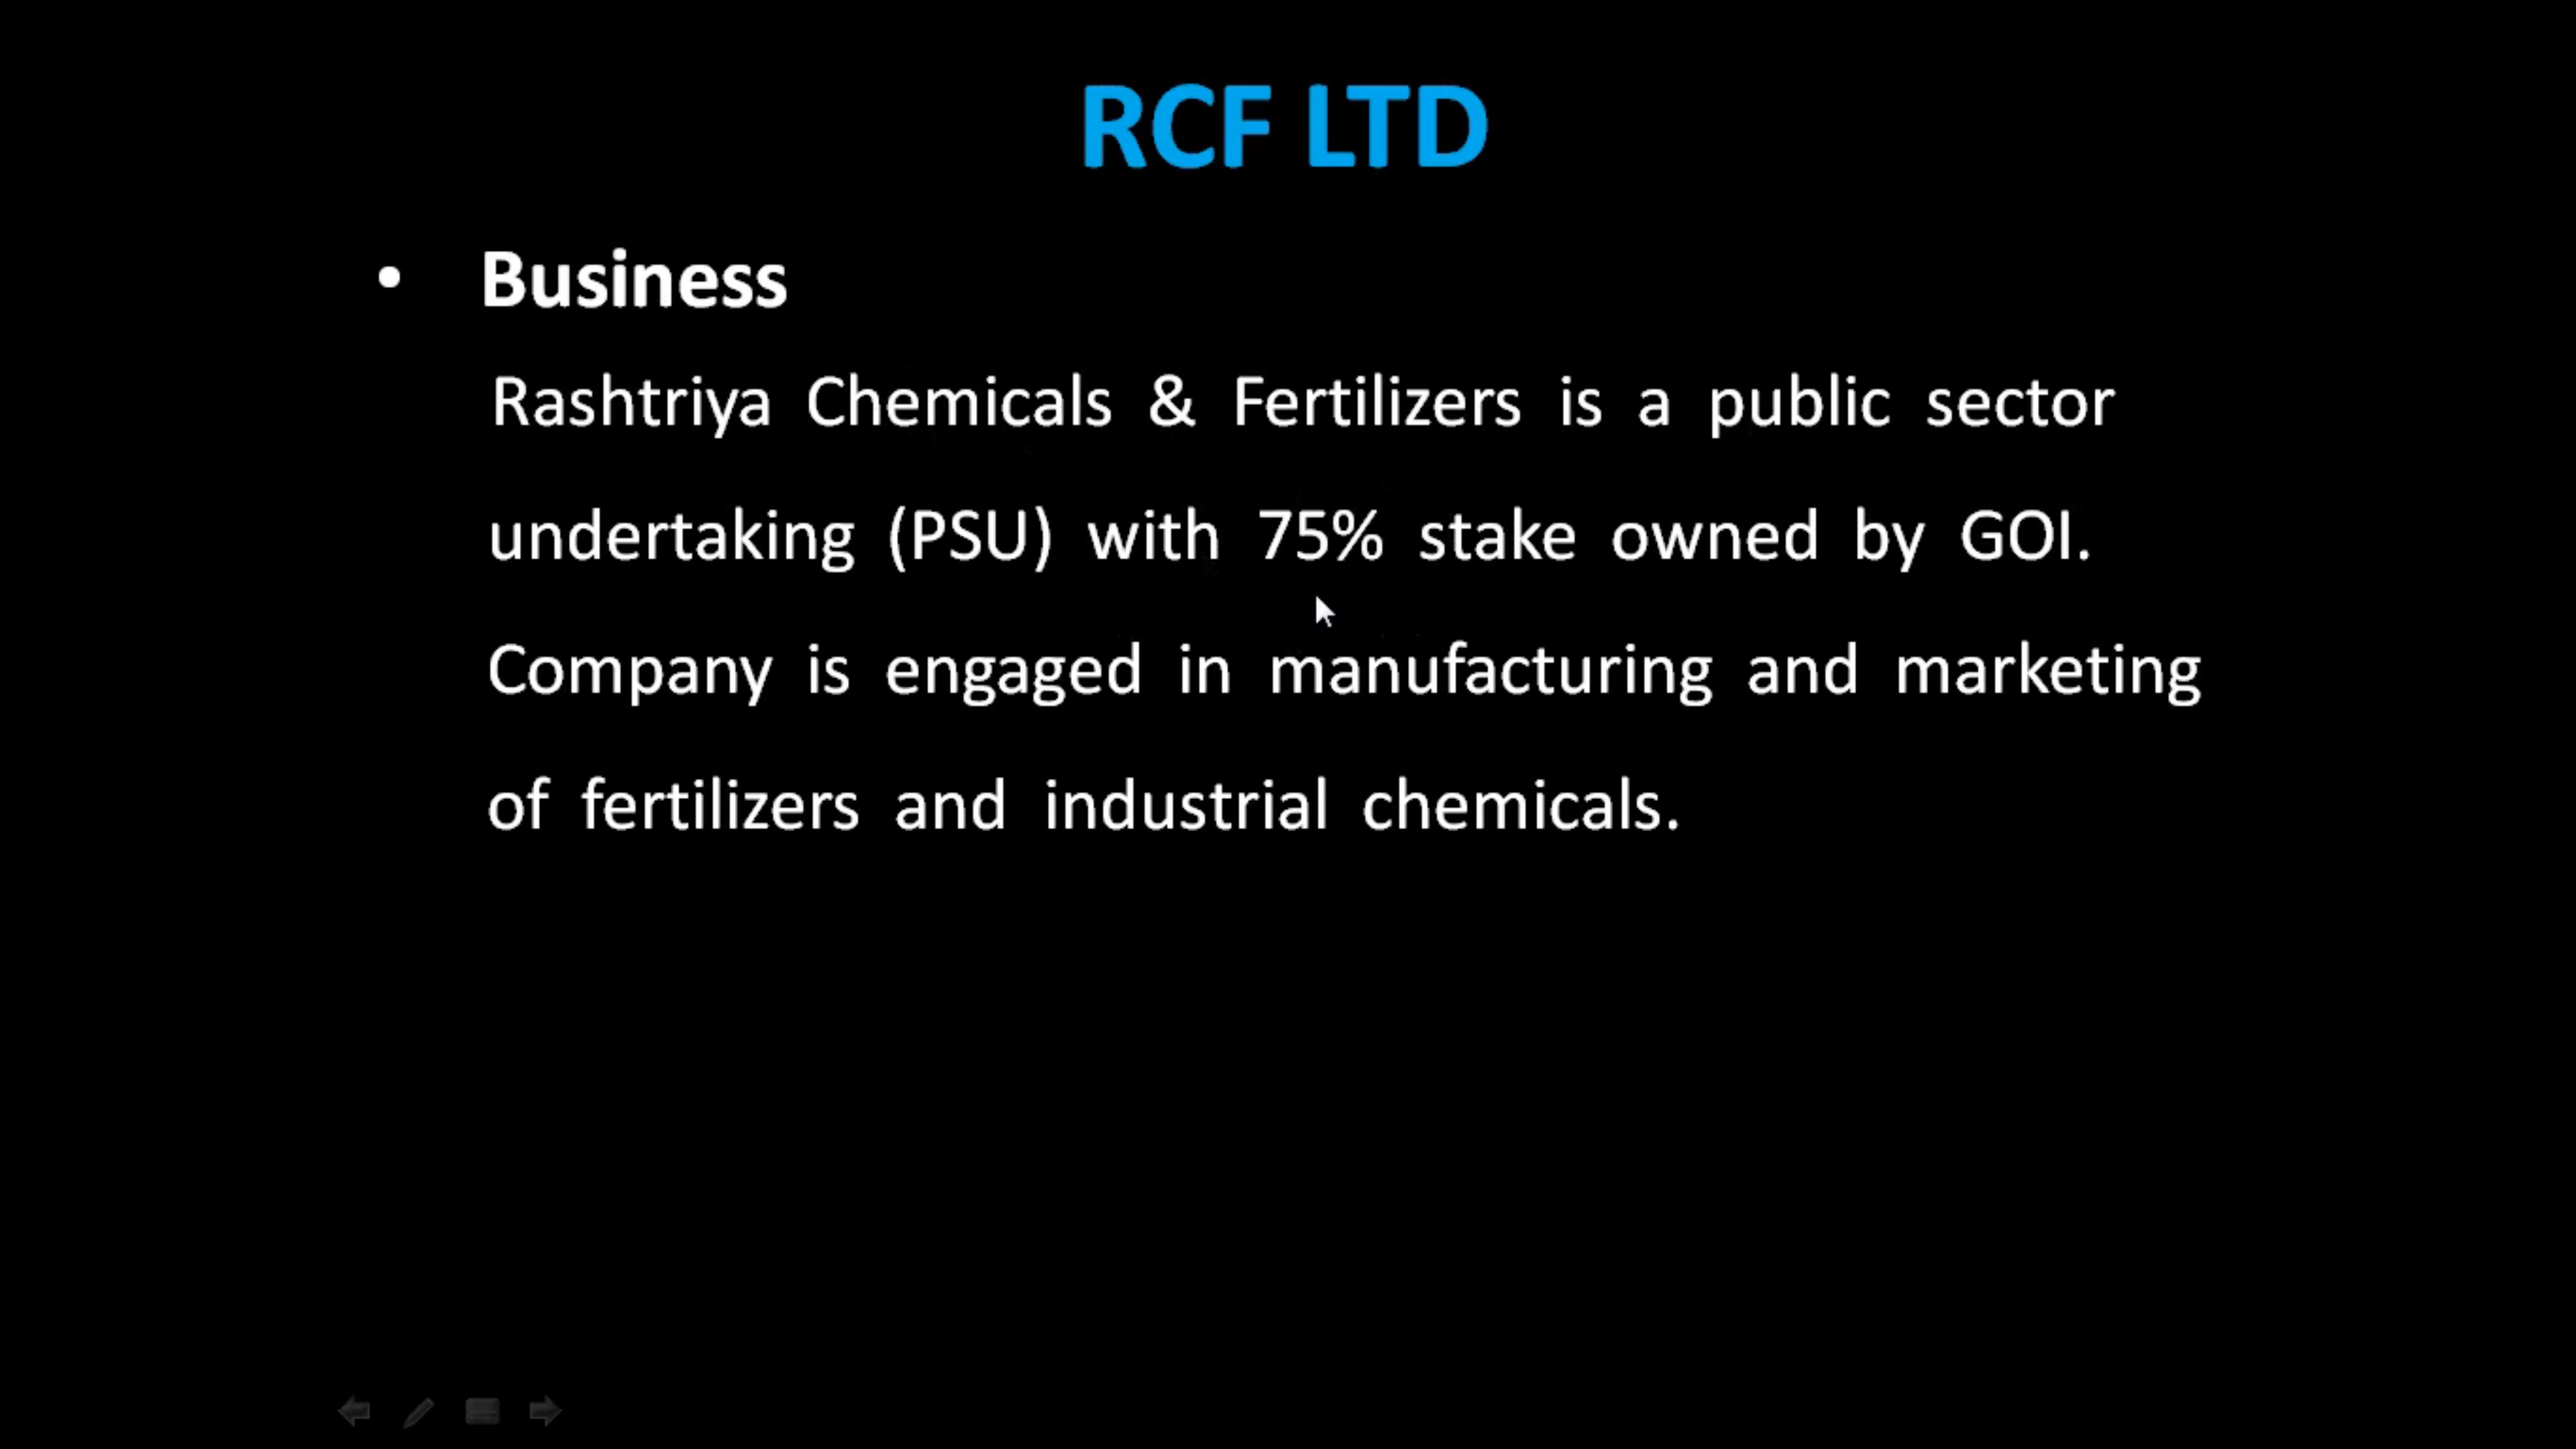 RCF LTD
• Business
Rashtriya Chemicals & Fertilizers is a public sector
undertaking (PSU) with 75% stake owned by GOI.
Company is engaged in manufacturing and marketing
of fertilizers and industrial chemicals.